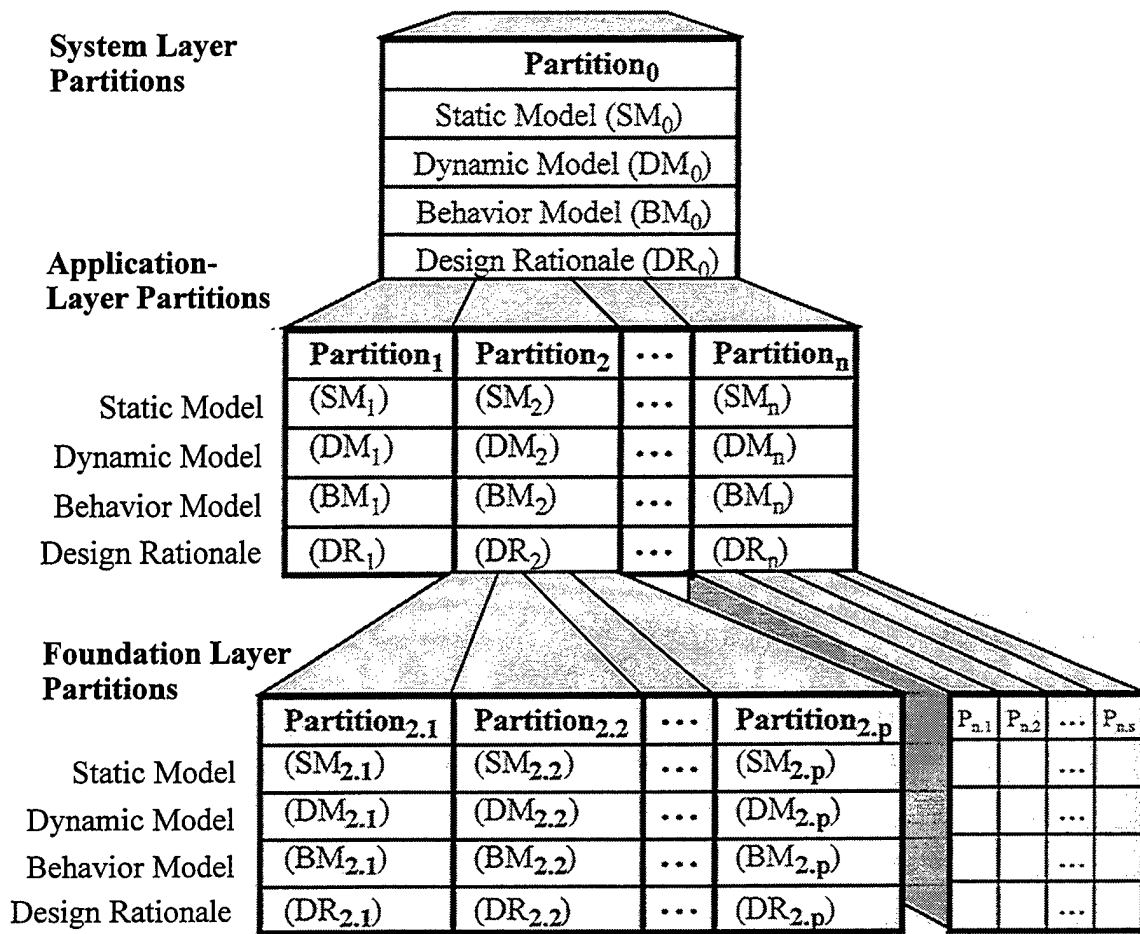 System Layer
Partitions
Partition₀
Static Model (SM₀)
Dynamic Model (DM₀)
Behavior Model (BM₀)
Design Rationale (DR₀)
Application-
Layer Partitions
Partition₁ Partition₂ ... Partitionₙ
Static Model (SM₁) (SM₂) ... (SMₙ)
Dynamic Model (DM₁) (DM₂) ... (DMₙ)
Behavior Model (BM₁) (BM₂) ... (BMₙ)
Design Rationale (DR₁) (DR₂) ... (DRₙ)
Foundation Layer
Partitions
Partition₂.₁ Partition₂.₂ ... Partition₂.ₚ Pₙ.₁ Pₙ.₂ ... Pₙ.ₛ
Static Model (SM₂.₁) (SM₂.₂) ... (SM₂.ₚ) ...
Dynamic Model (DM₂.₁) (DM₂.₂) ... (DM₂.ₚ) ...
Behavior Model (BM₂.₁) (BM₂.₂) ... (BM₂.ₚ) ...
Design Rationale (DR₂.₁) (DR₂.₂) ... (DR₂.ₚ) ...